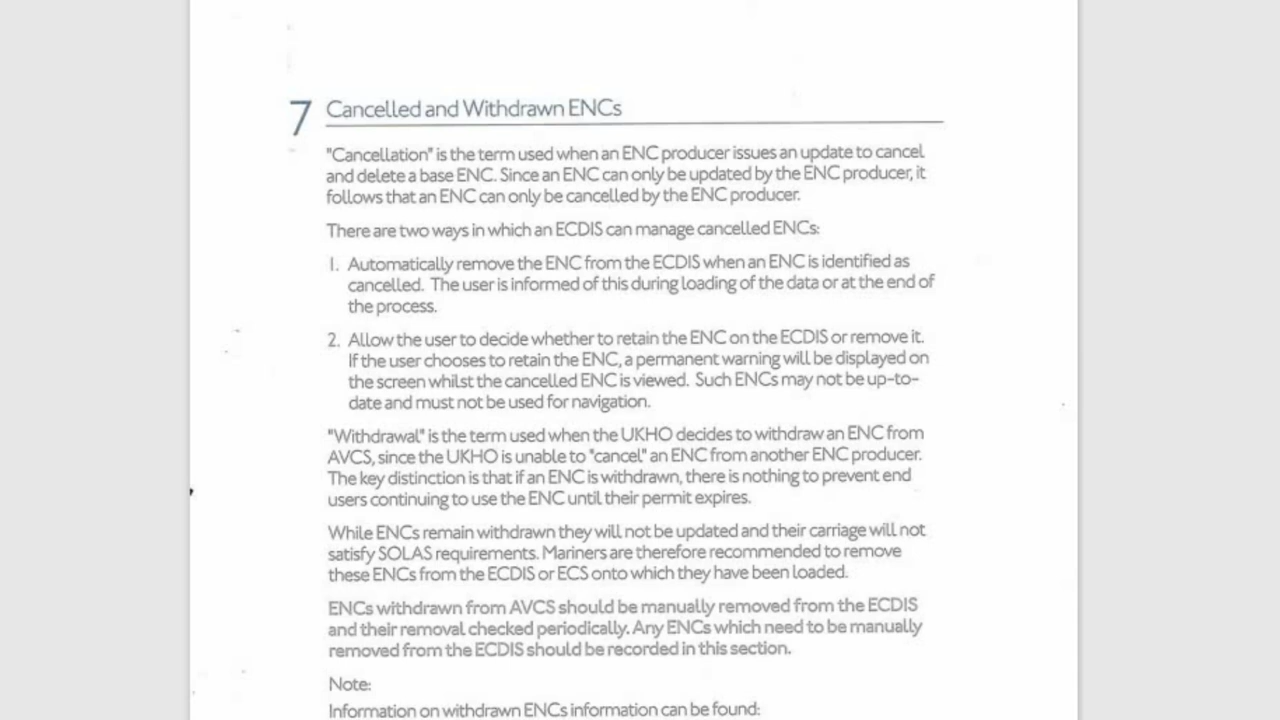 7 Cancelled and Withdrawn ENCs
"Cancellation" is the term used when an ENC producer issues an update to cancel
and delete a base ENC. Since an ENC can only be updated by the ENC producer, it
follows that an ENC can only be cancelled by the ENC producer.
There are two ways in which an ECDIS can manage cancelled ENCs:
1. Automatically remove the ENC from the ECDIS when an ENC is identified as
cancelled. The user is informed of this during loading of the data or at the end of
the process.
2. Allow the user to decide whether to retain the ENC on the ECDIS or remove it.
If the user chooses to retain the ENC, a permanent warning will be displayed on
the screen whilst the cancelled ENC is viewed. Such ENCs may not be up-to-
date and must not be used for navigation.
"Withdrawal" is the term used when the UKHO decides to withdraw an ENC from
AVCS, since the UKHO is unable to "cancel" an ENC from another ENC producer.
The key distinction is that if an ENC is withdrawn, there is nothing to prevent end
users continuing to use the ENC until their permit expires.
While ENCs remain withdrawn they will not be updated and their carriage will not
satisfy SOLAS requirements. Mariners are therefore recommended to remove
these ENCs from the ECDIS or ECS onto which they have been loaded.
ENCs withdrawn from AVCS should be manually removed from the ECDIS
and their removal checked periodically. Any ENCs which need to be manually
removed from the ECDIS should be recorded in this section.
Note:
Information on withdrawn ENCs information can be found: